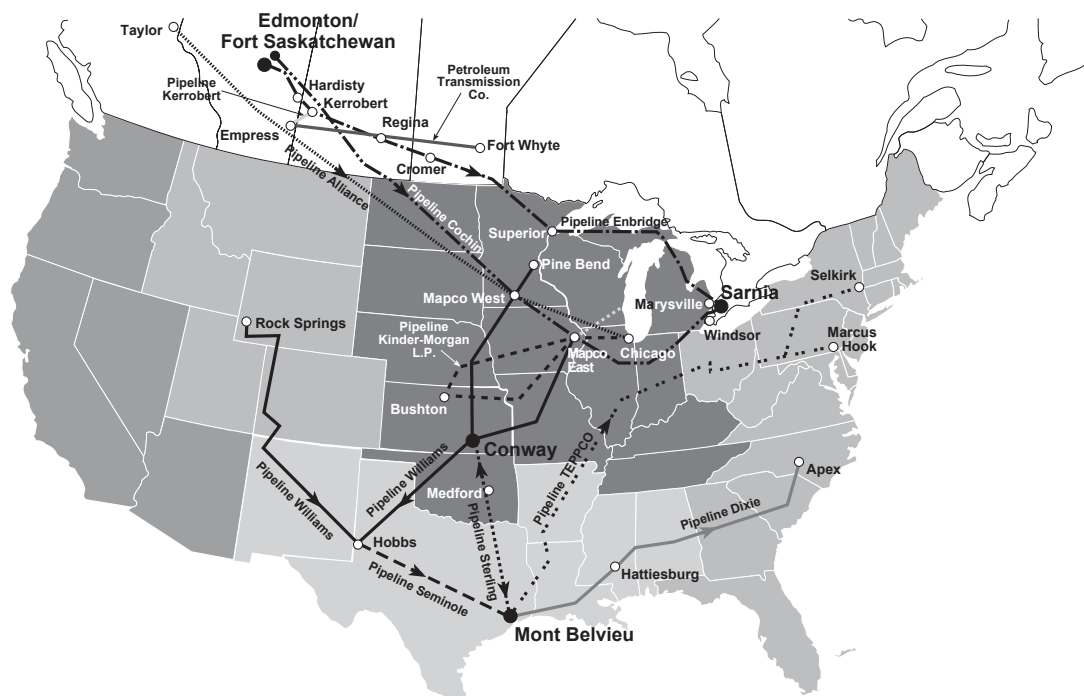 Edmonton/
Fort Saskatchewan
Taylor
Pipeline
Kerrobert
Hardisty
Kerrobert
Petroleum
Transmission
Co.
Empress
Regina
Fort Whyte
Cromer
Pipeline Alliance
Pipeline Cochin
Superior
Pipeline Enbridge
Pine Bend
Mapco West
Marysville
Sarnia
Selkirk
Windsor
Rock Springs
Pipeline
Kinder-Morgan
L.P.
Mapco
East
Chicago
Marcus
Hook
Bushton
Conway
Pipeline Williams
Pipeline Williams
Medford
Pipeline TEPPCO
Apex
Pipeline Dixie
Hobbs
Pipeline Sterling
Pipeline Seminole
Hattiesburg
Mont Belvieu